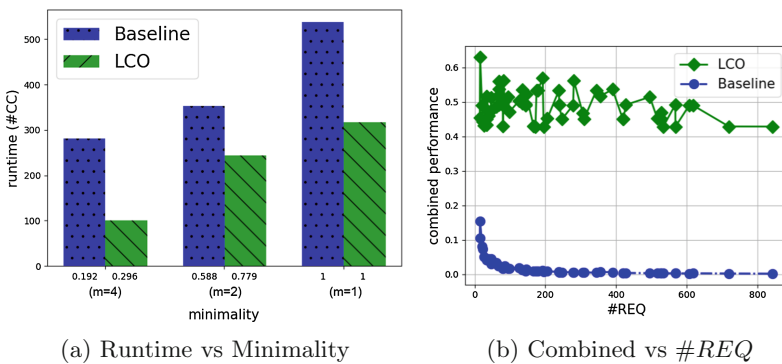 Baseline
LCO
runtime (#CC)
500
400
300
200
100
0
0.192 0.296 0.588 0.779 1 1
(m=4) (m=2) (m=1)
minimality
(a) Runtime vs Minimality
LCO
Baseline
combined performance
0.6
0.5
0.4
0.3
0.2
0.1
0.0
0 200 400 600 800
#REQ
(b) Combined vs #REQ